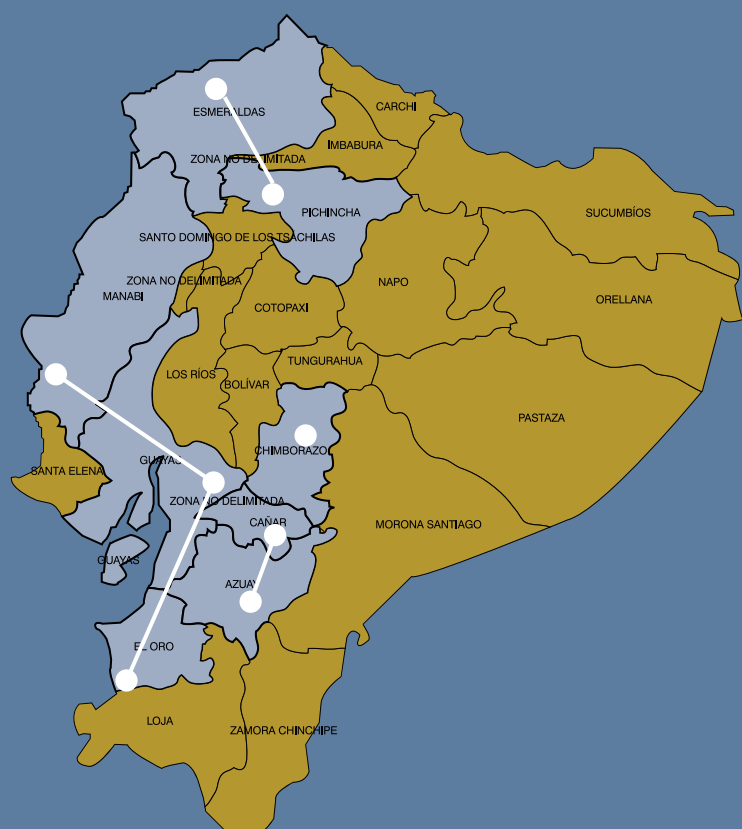 ESMERALDAS
CARCHI
IMBABURA
ZONA NO DELIMITADA
PICHINCHA
SUCUMBÍOS
SANTO DOMINGO DE LOS TSÁCHILAS
ZONA NO DELIMITADA
NAPO
MANABI
COTOPAXI
ORELLANA
TUNGURAHUA
LOS RÍOS
BOLÍVAR
PASTAZA
CHIMBORAZO
GUAYAS
SANTA ELENA
ZONA NO DELIMITADA
CAÑAR
MORONA SANTIAGO
GUAYAS
AZUAY
EL ORO
LOJA
ZAMORA CHINCHIPE